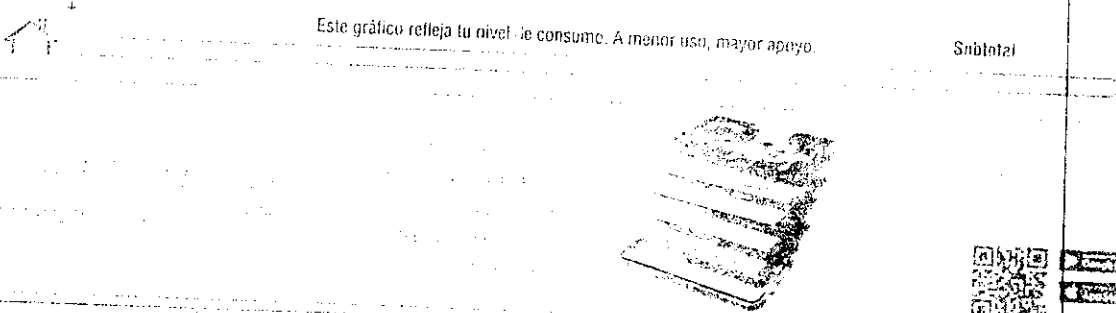 Este gráfico refleja tu nivel de consumo. A menor uso, mayor apoyo.
Subtotal